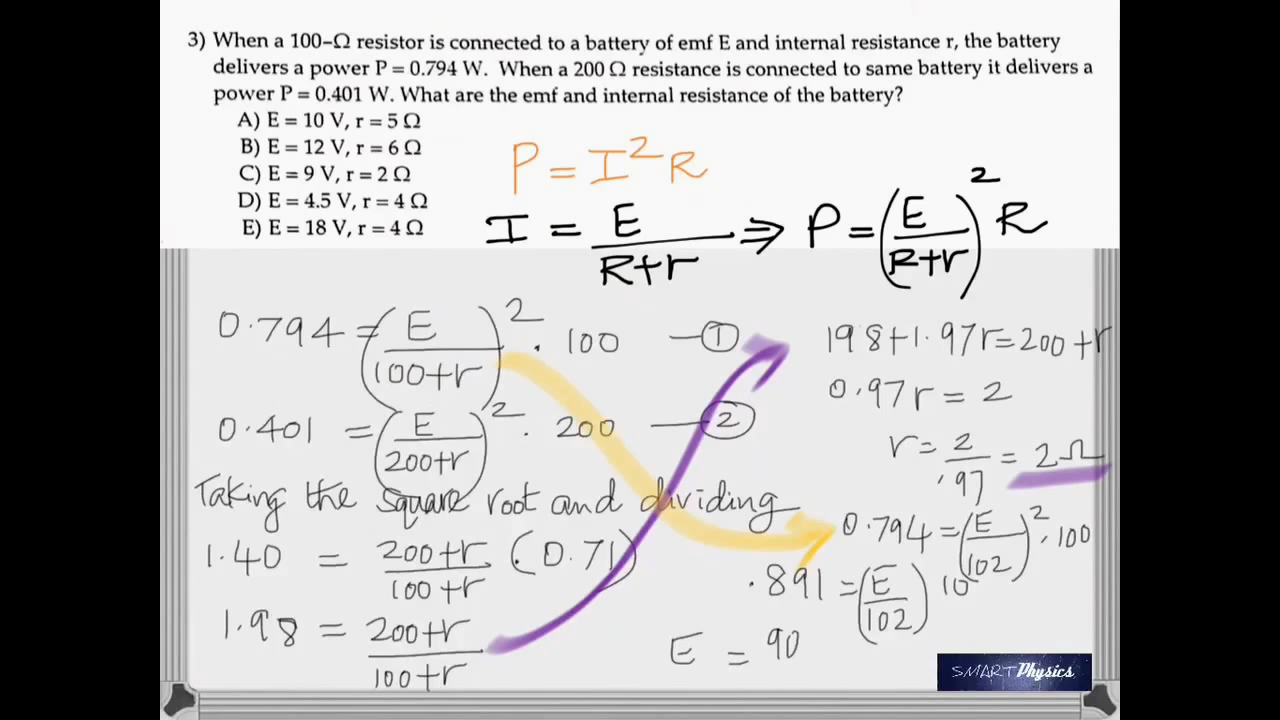 3) When a 100-Ω resistor is connected to a battery of emf E and internal resistance r, the battery
delivers a power P = 0.794 W. When a 200 Ω resistance is connected to same battery it delivers a
power P = 0.401 W. What are the emf and internal resistance of the battery?
A) E = 10 V, r = 5 Ω
B) E = 12 V, r = 6 Ω
C) E = 9 V, r = 2 Ω
D) E = 4.5 V, r = 4 Ω
E) E = 18 V, r = 4 Ω
P = I² R
I = E/(R+r) ⇒ P = (E/(R+r))² R
0.794 = (E/(100+r))² . 100 — ①
0.401 = (E/(200+r))² . 200 — ②
Taking the square root and dividing
1.40 = (200+r)/(100+r) . (0.71)
1.98 = (200+r)/(100+r)
198+1.97r=200+r
0.97r = 2
r = 2/.97 = 2Ω
0.794 = (E/102)² . 100
.891 = (E/102) 10
E = 90
SMART Physics